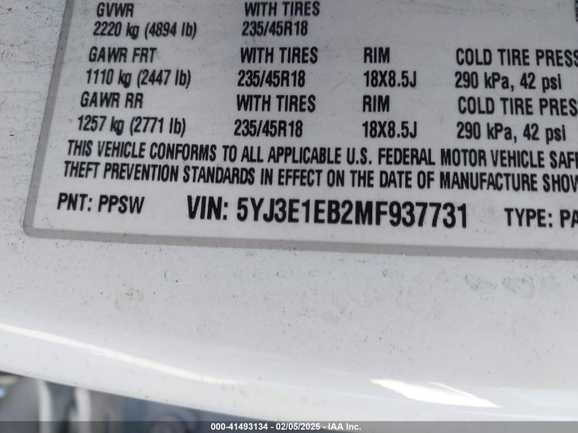 GVWR WITH TIRES
2220 kg (4894 lb) 235/45R18
GAWR FRT WITH TIRES RIM COLD TIRE PRESS
1110 kg (2447 lb) 235/45R18 18X8.5J 290 kPa, 42 psi
GAWR RR WITH TIRES RIM COLD TIRE PRESS
1257 kg (2771 lb) 235/45R18 18X8.5J 290 kPa, 42 psi
THIS VEHICLE CONFORMS TO ALL APPLICABLE U.S. FEDERAL MOTOR VEHICLE SAFE
THEFT PREVENTION STANDARDS IN EFFECT ON THE DATE OF MANUFACTURE SHOW
PNT: PPSW VIN: 5YJ3E1EB2MF937731 TYPE: PA
000-41493134 - 02/05/2025 - IAA Inc.